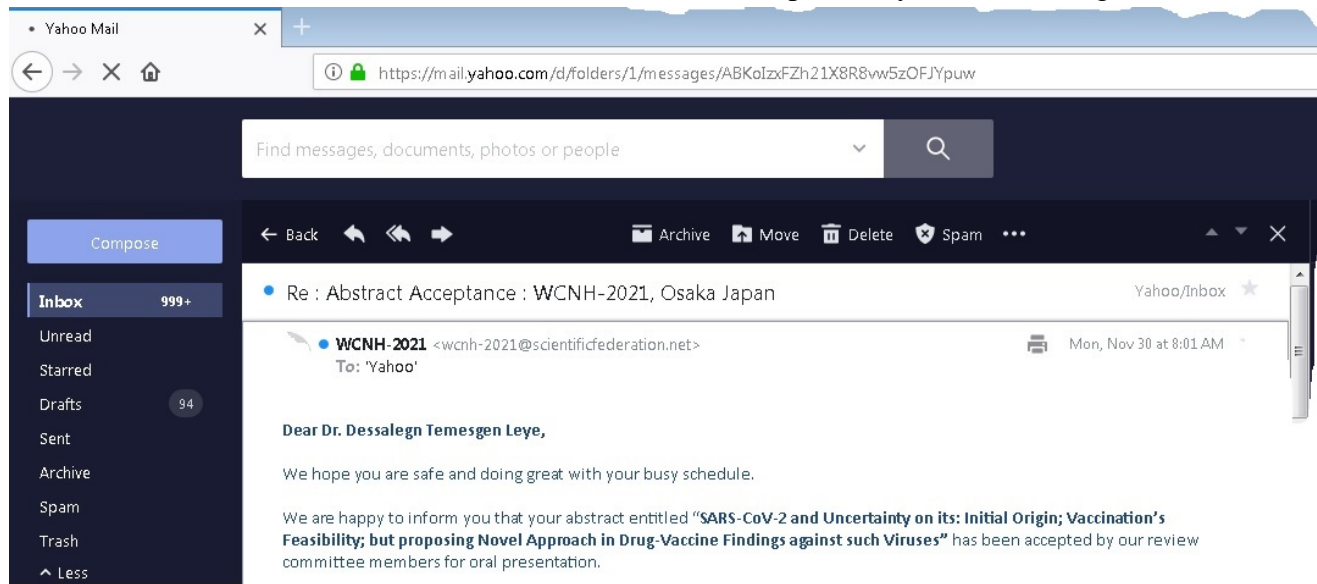 • Yahoo Mail
https://mail.yahoo.com/d/folders/1/messages/ABKoIzxFZh21X8R8vw5zOFJYpuw
Find messages, documents, photos or people
Compose
← Back Archive Move Delete Spam •••
Inbox 999+
Re : Abstract Acceptance : WCNH-2021, Osaka Japan Yahoo/Inbox
Unread
WCNH-2021 <wcnh-2021@scientificfederation.net> Mon, Nov 30 at 8:01 AM
Starred
To: 'Yahoo'
Drafts 94
Sent
Archive
Spam
Trash
Less
Dear Dr. Dessalegn Temesgen Leye,
We hope you are safe and doing great with your busy schedule.
We are happy to inform you that your abstract entitled “SARS-CoV-2 and Uncertainty on its: Initial Origin; Vaccination’s
Feasibility; but proposing Novel Approach in Drug-Vaccine Findings against such Viruses” has been accepted by our review
committee members for oral presentation.